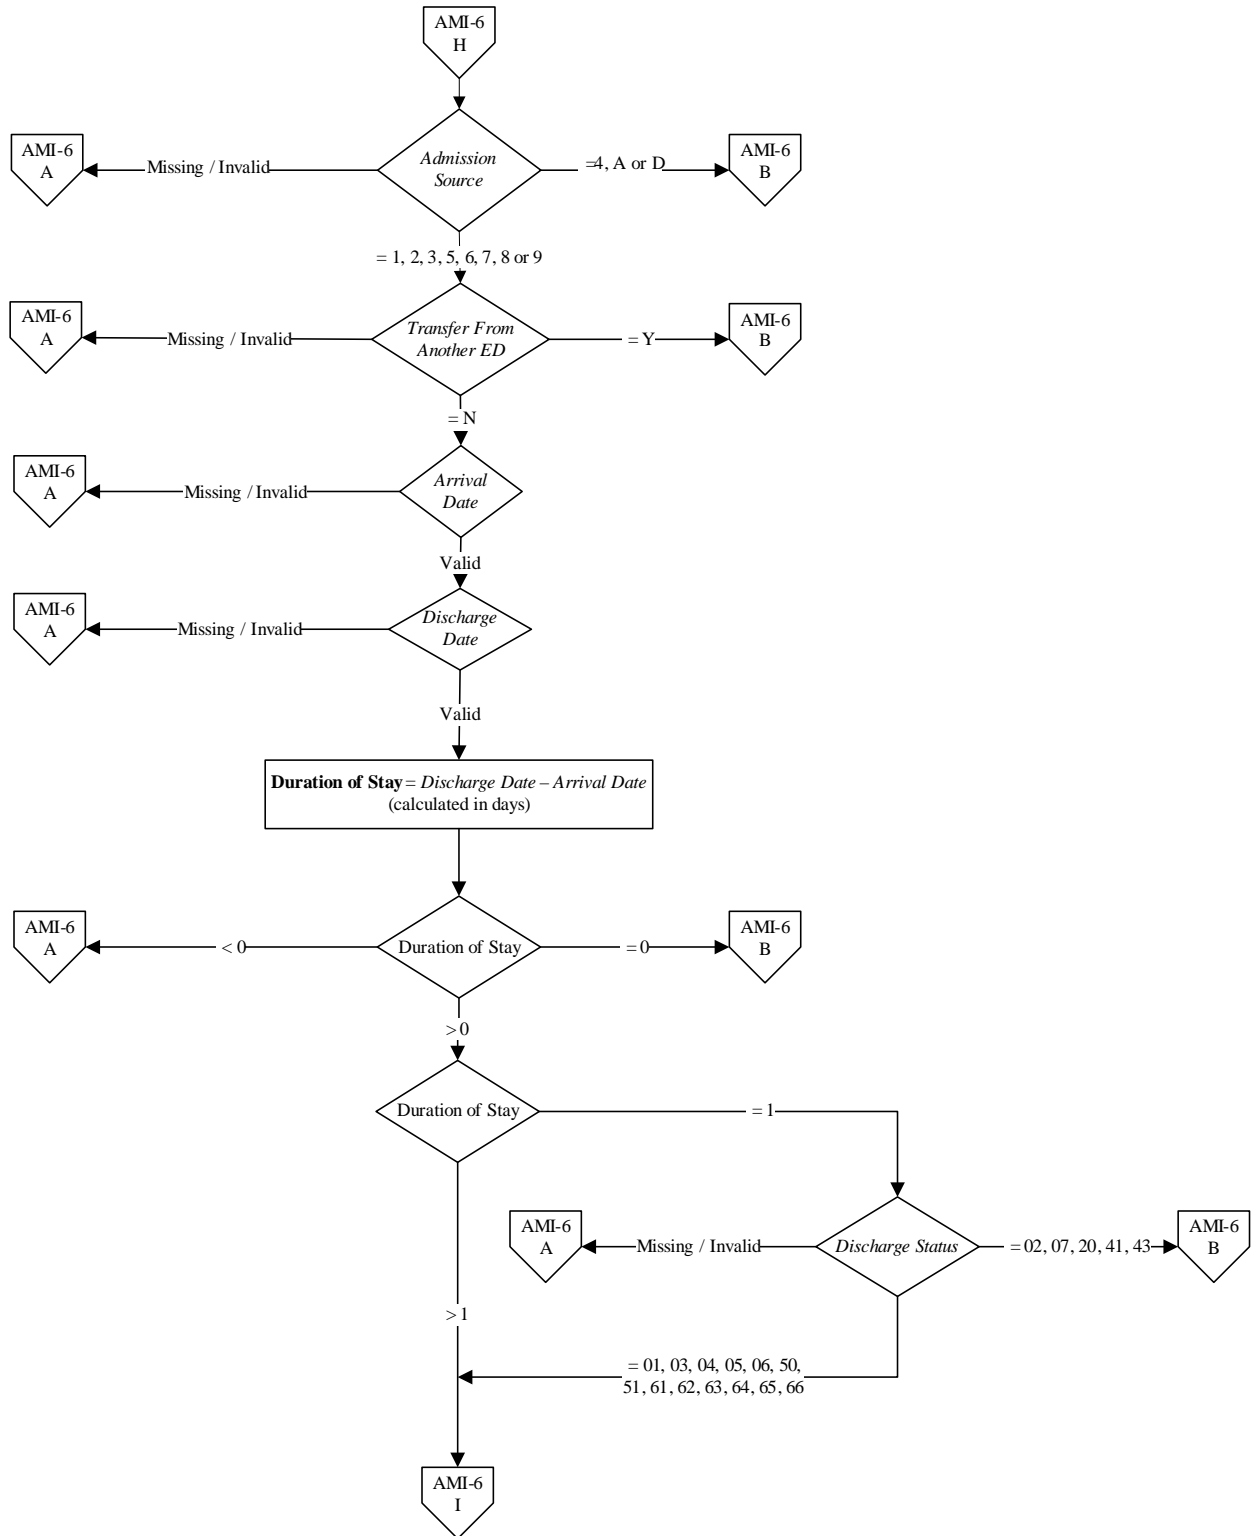 AMI-6
H
AMI-6
A
Missing / Invalid
Admission
Source
=4, A or D
AMI-6
B
= 1, 2, 3, 5, 6, 7, 8 or 9
AMI-6
A
Missing / Invalid
Transfer From
Another ED
= Y
AMI-6
B
= N
AMI-6
A
Missing / Invalid
Arrival
Date
Valid
AMI-6
A
Missing / Invalid
Discharge
Date
Valid
Duration of Stay = Discharge Date – Arrival Date
(calculated in days)
AMI-6
A
< 0
Duration of Stay
= 0
AMI-6
B
> 0
Duration of Stay
= 1
AMI-6
A
Missing / Invalid
Discharge Status
= 02, 07, 20, 41, 43
AMI-6
B
> 1
= 01, 03, 04, 05, 06, 50,
51, 61, 62, 63, 64, 65, 66
AMI-6
I